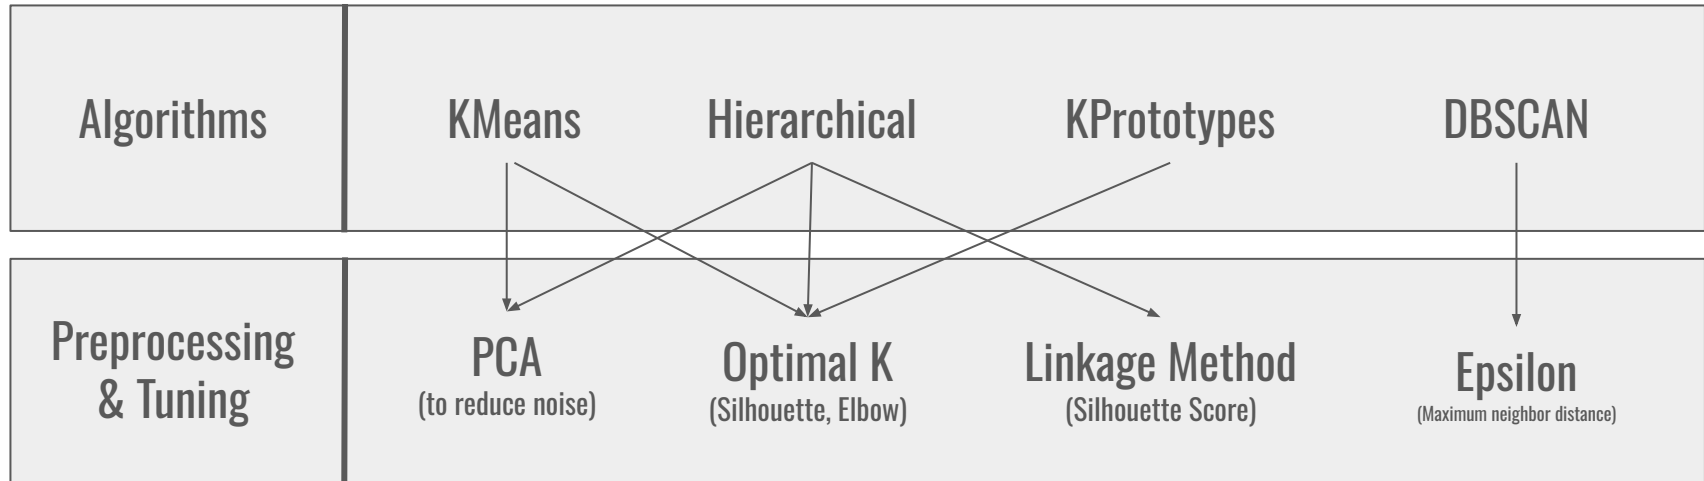 Algorithms
KMeans
Hierarchical
KPrototypes
DBSCAN
Preprocessing
& Tuning
PCA
(to reduce noise)
Optimal K
(Silhouette, Elbow)
Linkage Method
(Silhouette Score)
Epsilon
(Maximum neighbor distance)